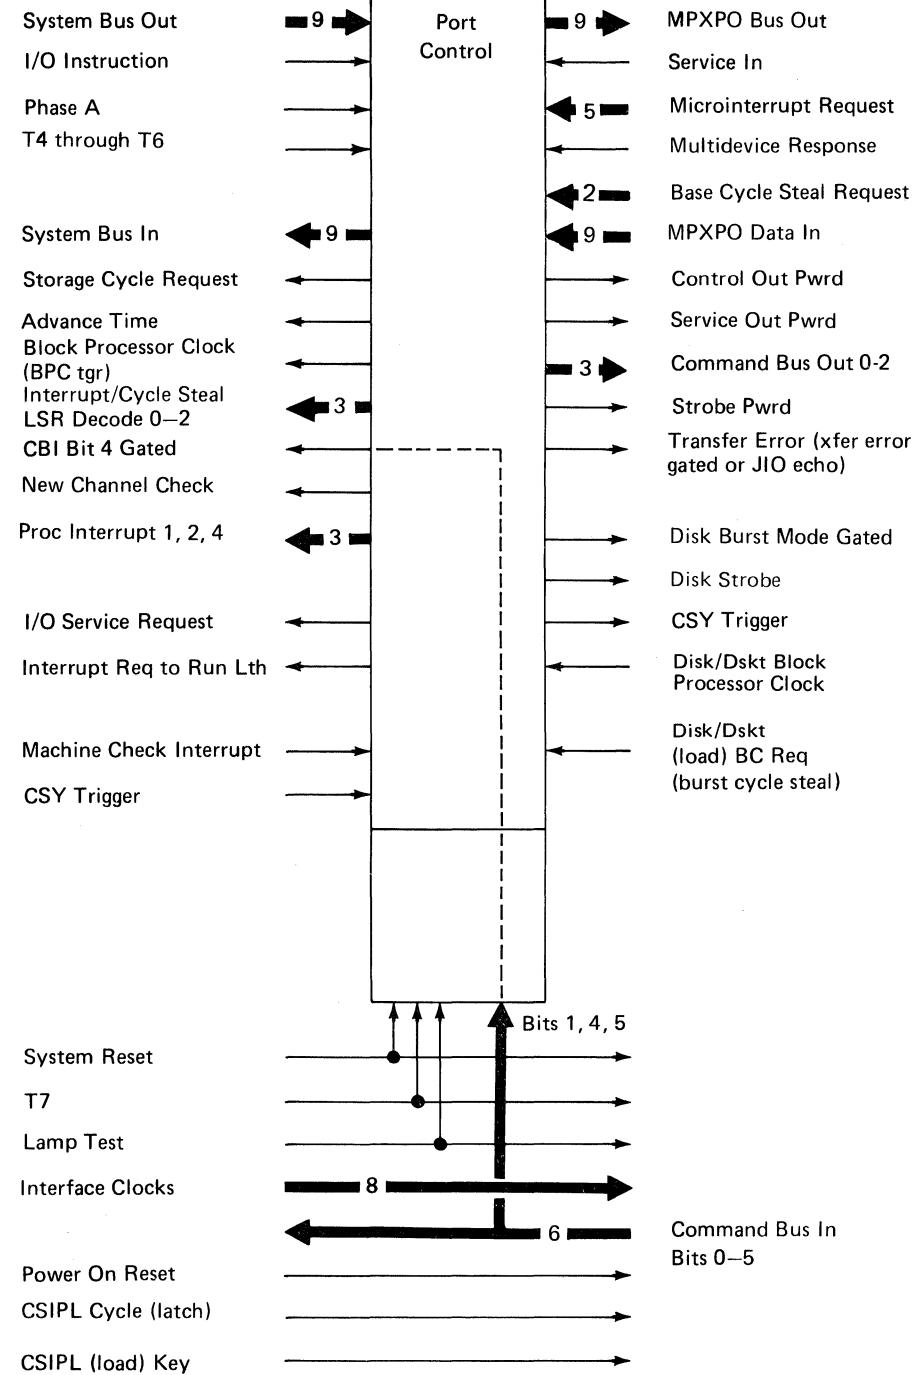 System Bus Out
9
Port
Control
9
MPXPO Bus Out
I/O Instruction
Service In
Phase A
5
Microinterrupt Request
T4 through T6
Multidevice Response
2
Base Cycle Steal Request
System Bus In
9
9
MPXPO Data In
Storage Cycle Request
Control Out Pwrd
Advance Time
Service Out Pwrd
Block Processor Clock
(BPC tgr)
3
Command Bus Out 0-2
Interrupt/Cycle Steal
LSR Decode 0—2
3
Strobe Pwrd
CBI Bit 4 Gated
Transfer Error (xfer error
gated or JIO echo)
New Channel Check
Proc Interrupt 1, 2, 4
3
Disk Burst Mode Gated
Disk Strobe
I/O Service Request
CSY Trigger
Interrupt Req to Run Lth
Disk/Dskt Block
Processor Clock
Machine Check Interrupt
Disk/Dskt
(load) BC Req
(burst cycle steal)
CSY Trigger
Bits 1, 4, 5
System Reset
T7
Lamp Test
Interface Clocks
8
6
Command Bus In
Bits 0—5
Power On Reset
CSIPL Cycle (latch)
CSIPL (load) Key